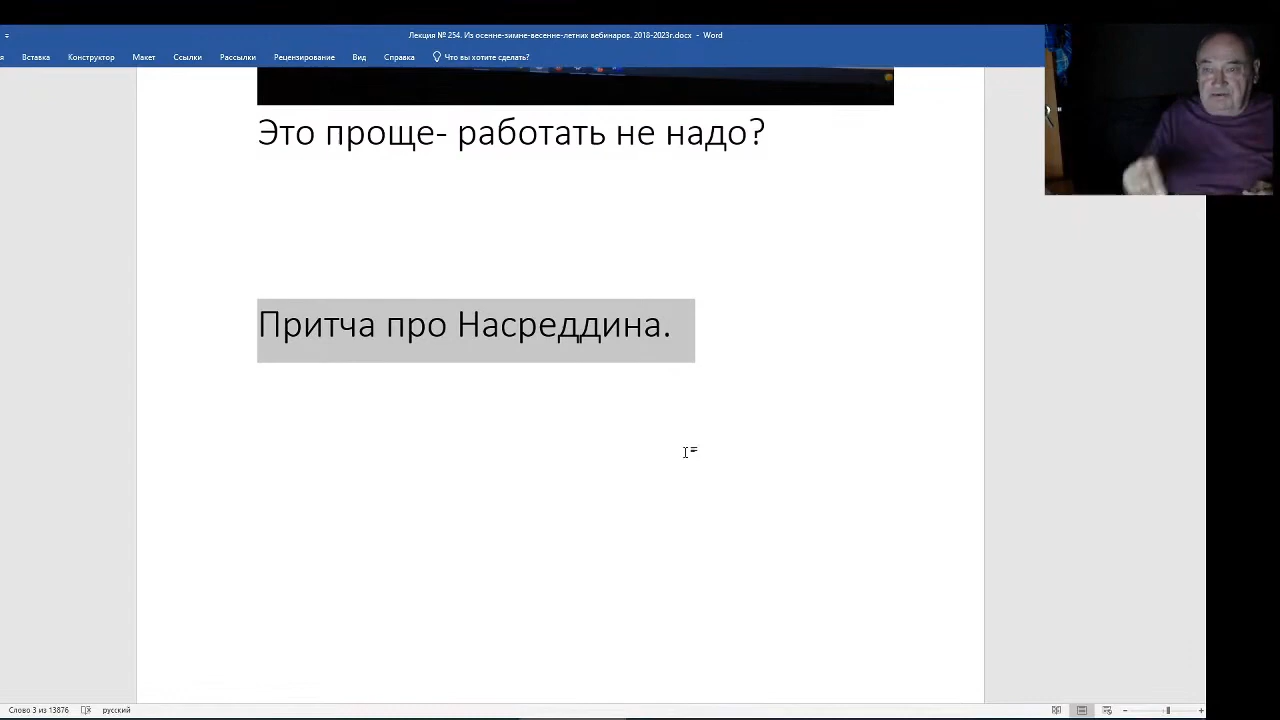 Лекция № 254. Из осенне-зимне-весенне-летних вебинаров. 2018-2023г.docx - Word
Вставка Конструктор Макет Ссылки Рассылки Рецензирование Вид Справка Что вы хотите сделать?
Это проще- работать не надо?
Притча про Насреддина.
Слово 3 из 13876 русский